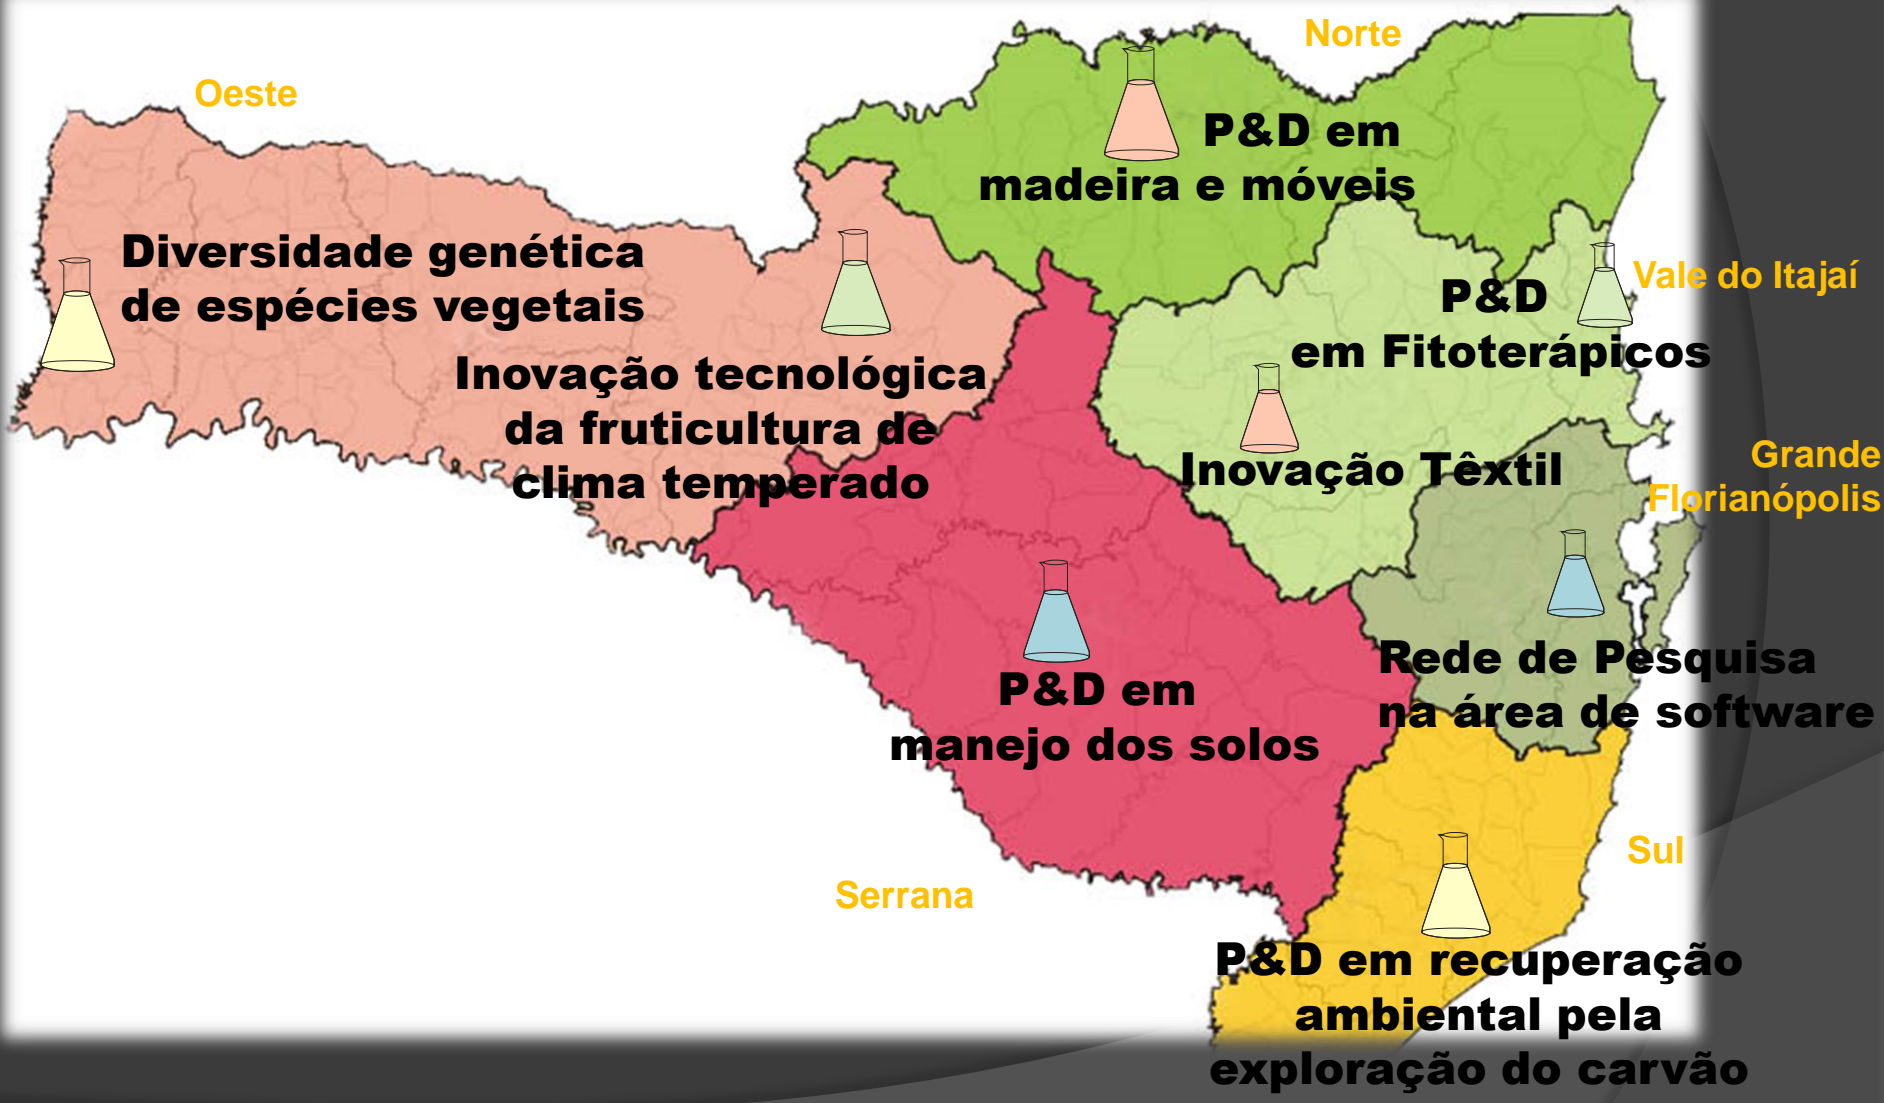 Norte
Oeste
P&D em
madeira e móveis
Diversidade genética
de espécies vegetais
Vale do Itajaí
P&D
em Fitoterápicos
Inovação tecnológica
da fruticultura de
clima temperado
Inovação Têxtil
Grande
Florianópolis
Rede de Pesquisa
na área de software
P&D em
manejo dos solos
Sul
Serrana
P&D em recuperação
ambiental pela
exploração do carvão